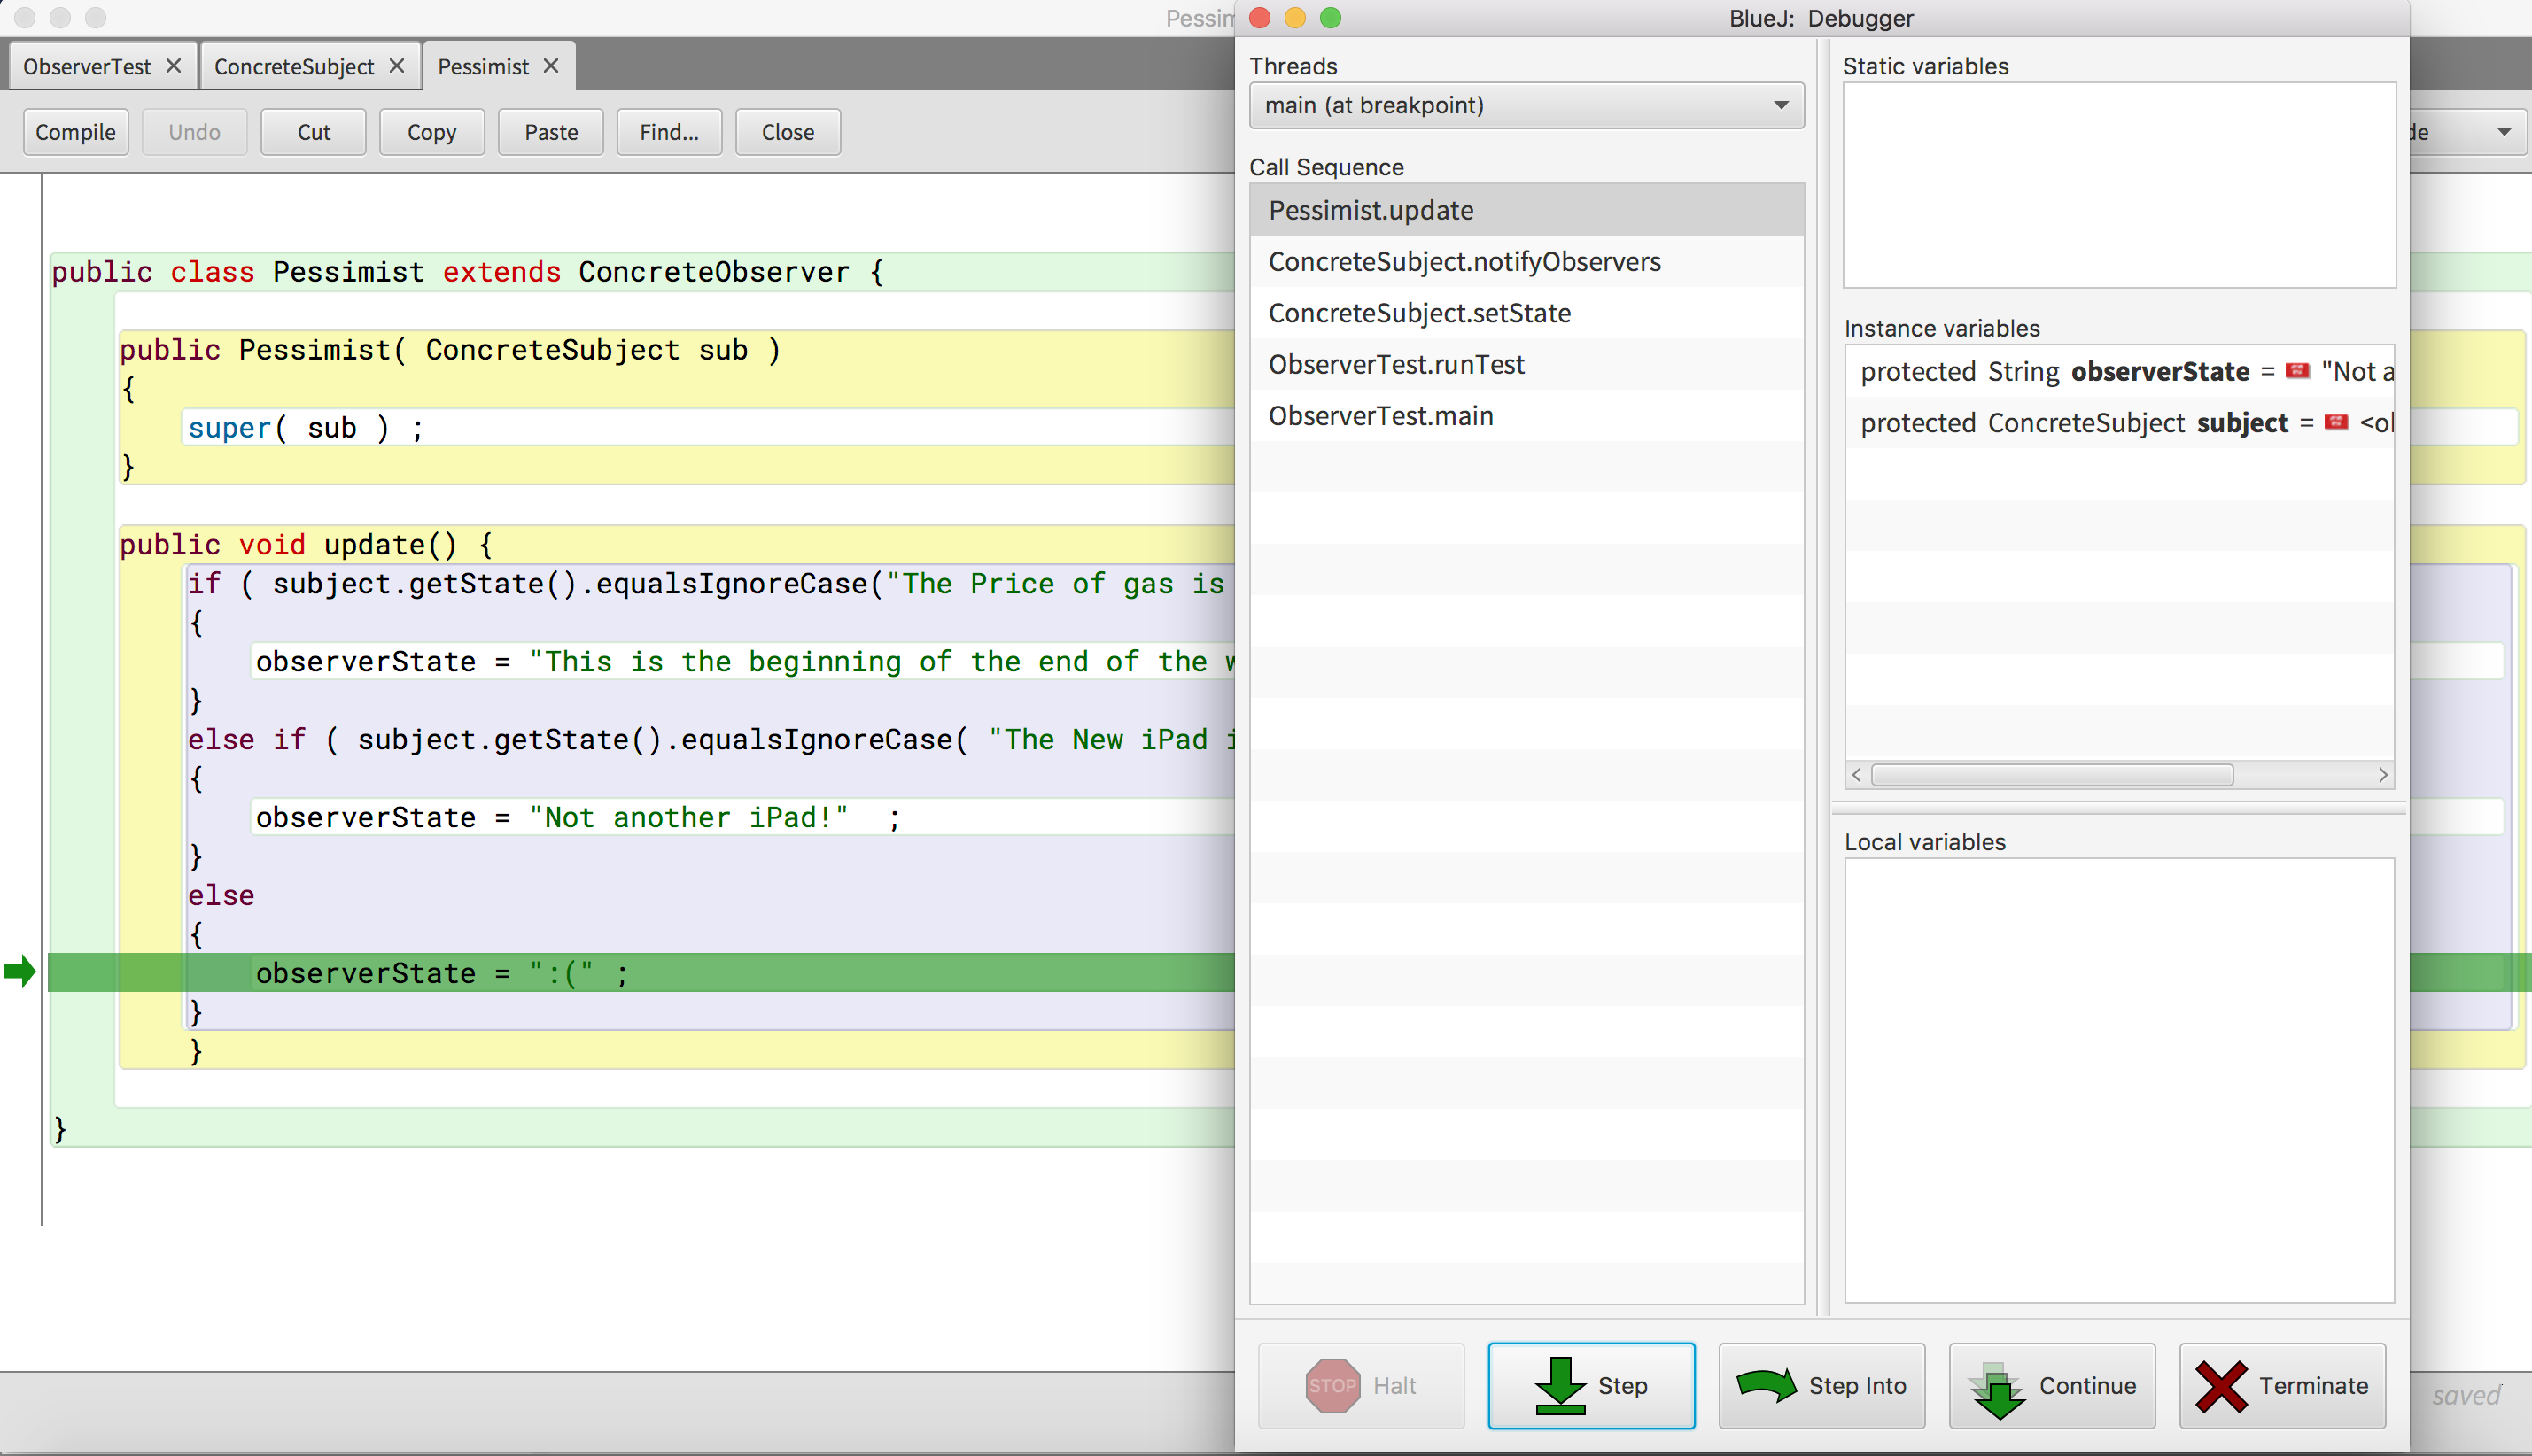 ObserverTest
ConcreteSubject
Pessimist
Compile
Undo
Cut
Copy
Paste
Find...
Close
public class Pessimist extends ConcreteObserver {
public Pessimist( ConcreteSubject sub )
{
super( sub ) ;
}
public void update() {
if ( subject.getState().equalsIgnoreCase("The Price of gas is
{
observerState = "This is the beginning of the end of the
}
else if ( subject.getState().equalsIgnoreCase( "The New iPad
{
observerState = "Not another iPad!"  ;
}
else
{
observerState = ":(" ;
}
}
}
BlueJ:  Debugger
Threads
main (at breakpoint)
Call Sequence
Pessimist.update
ConcreteSubject.notifyObservers
ConcreteSubject.setState
ObserverTest.runTest
ObserverTest.main
Static variables
Instance variables
protected String observerState = "Not a
protected ConcreteSubject subject =
Local variables
STOP Halt
Step
Step Into
Continue
Terminate
saved